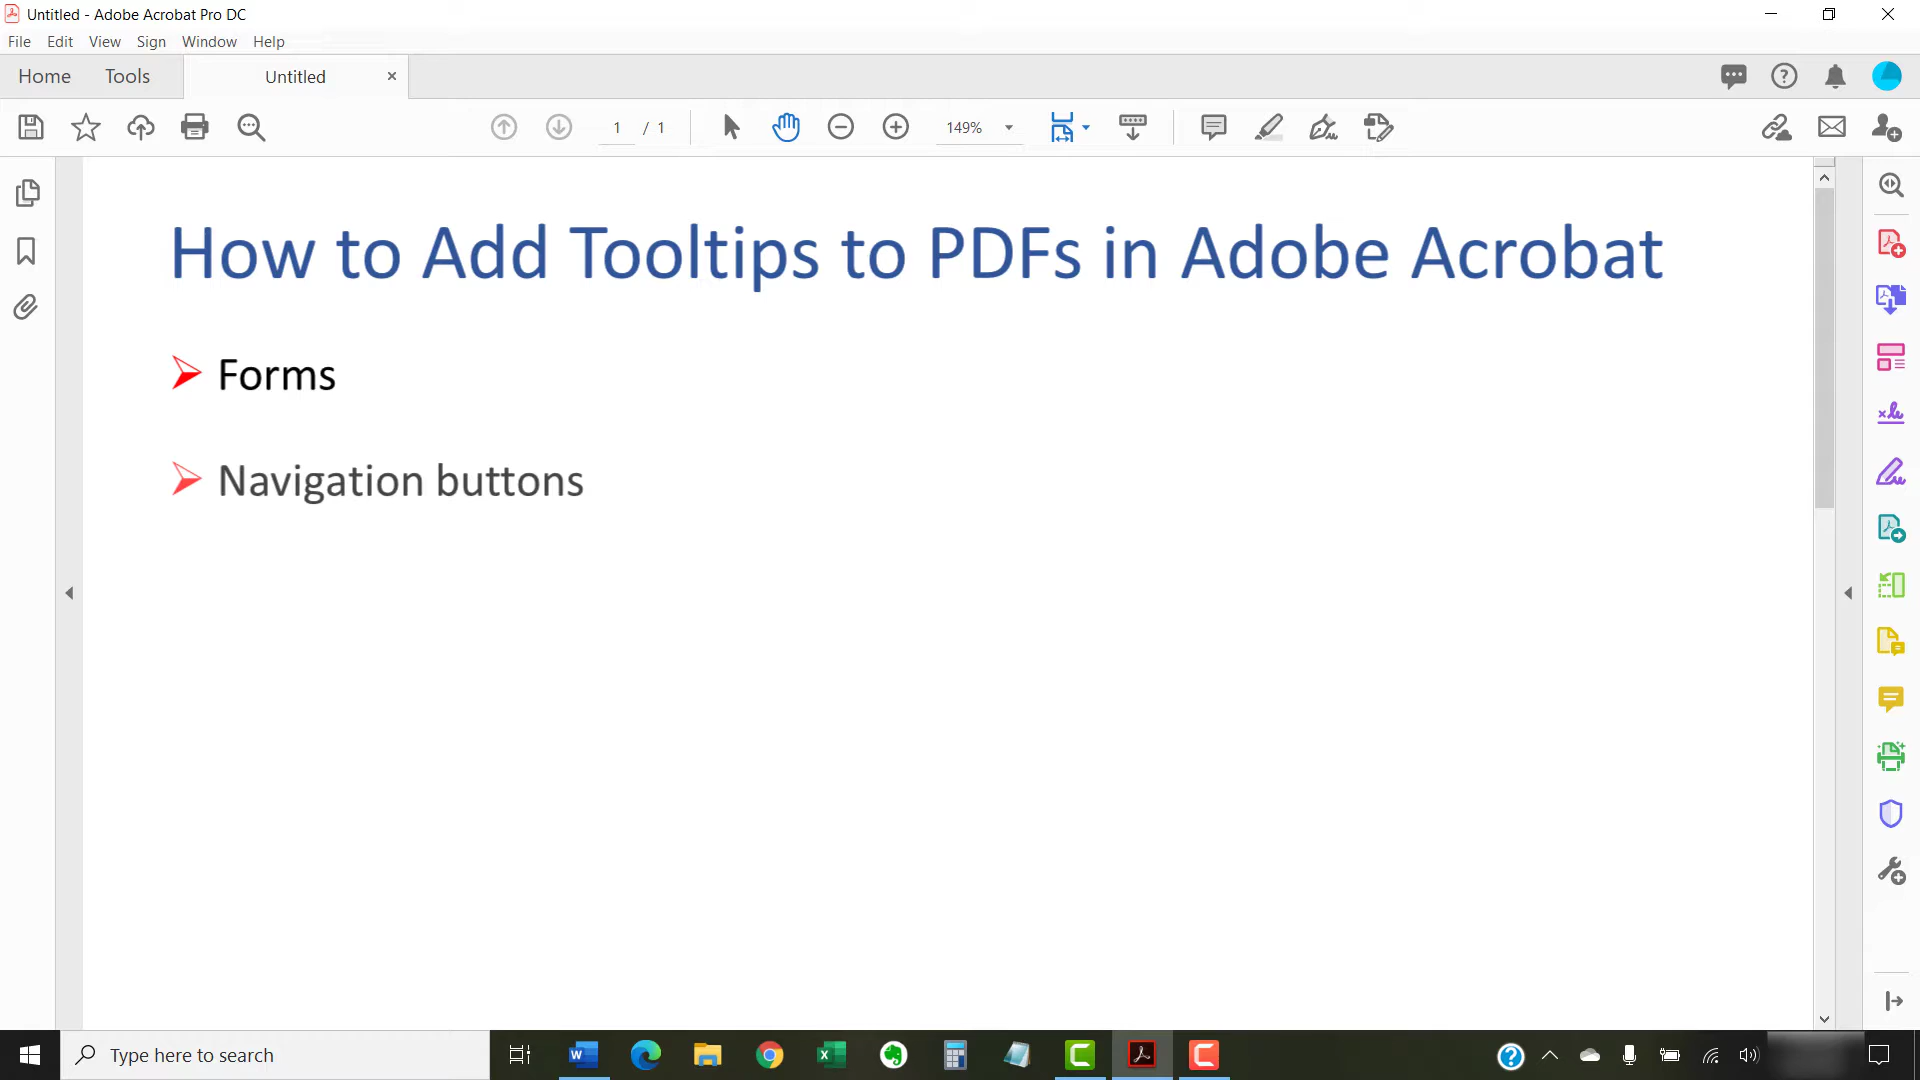 Untitled - Adobe Acrobat Pro DC
File Edit View Sign Window Help
Home Tools Untitled
1 / 1 149%
How to Add Tooltips to PDFs in Adobe Acrobat
Forms
Navigation buttons
Type here to search